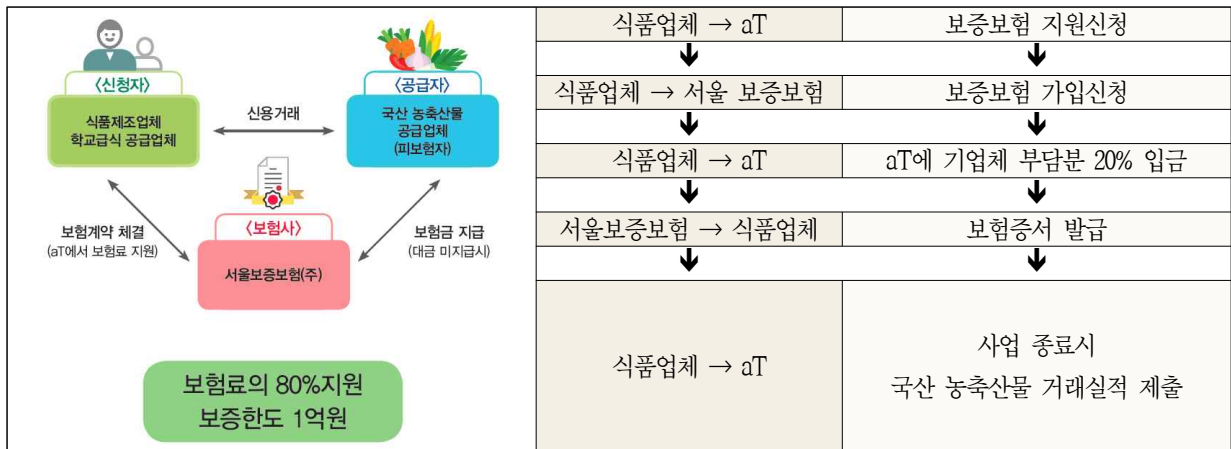 〈신청자〉
식품제조업체
학교급식 공급업체
신용거래
〈공급자〉
국산 농축산물
공급업체
(피보험자)
보험계약 체결
(aT에서 보험료 지원)
〈보험사〉
서울보증보험(주)
보험금 지급
(대금 미지급시)
보험료의 80%지원
보증한도 1억원
식품업체 → aT 보증보험 지원신청
🡻 🡻
식품업체 → 서울 보증보험 보증보험 가입신청
🡻 🡻
식품업체 → aT aT에 기업체 부담분 20% 입금
🡻 🡻
서울보증보험 → 식품업체 보험증서 발급
🡻 🡻
식품업체 → aT 사업 종료시
국산 농축산물 거래실적 제출